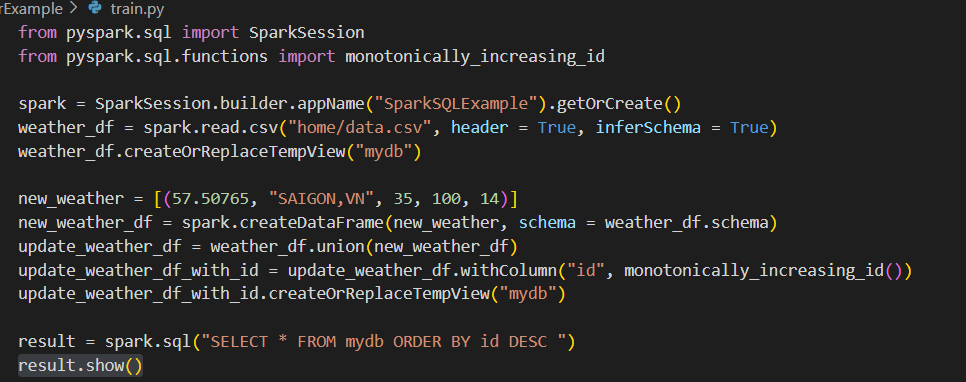 rExample > train.py
from pyspark.sql import SparkSession
from pyspark.sql.functions import monotonically_increasing_id
spark = SparkSession.builder.appName("SparkSQLExample").getOrCreate()
weather_df = spark.read.csv("home/data.csv", header = True, inferSchema = True)
weather_df.createOrReplaceTempView("mydb")
new_weather = [(57.50765, "SAIGON,VN", 35, 100, 14)]
new_weather_df = spark.createDataFrame(new_weather, schema = weather_df.schema)
update_weather_df = weather_df.union(new_weather_df)
update_weather_df_with_id = update_weather_df.withColumn("id", monotonically_increasing_id())
update_weather_df_with_id.createOrReplaceTempView("mydb")
result = spark.sql("SELECT * FROM mydb ORDER BY id DESC ")
result.show()